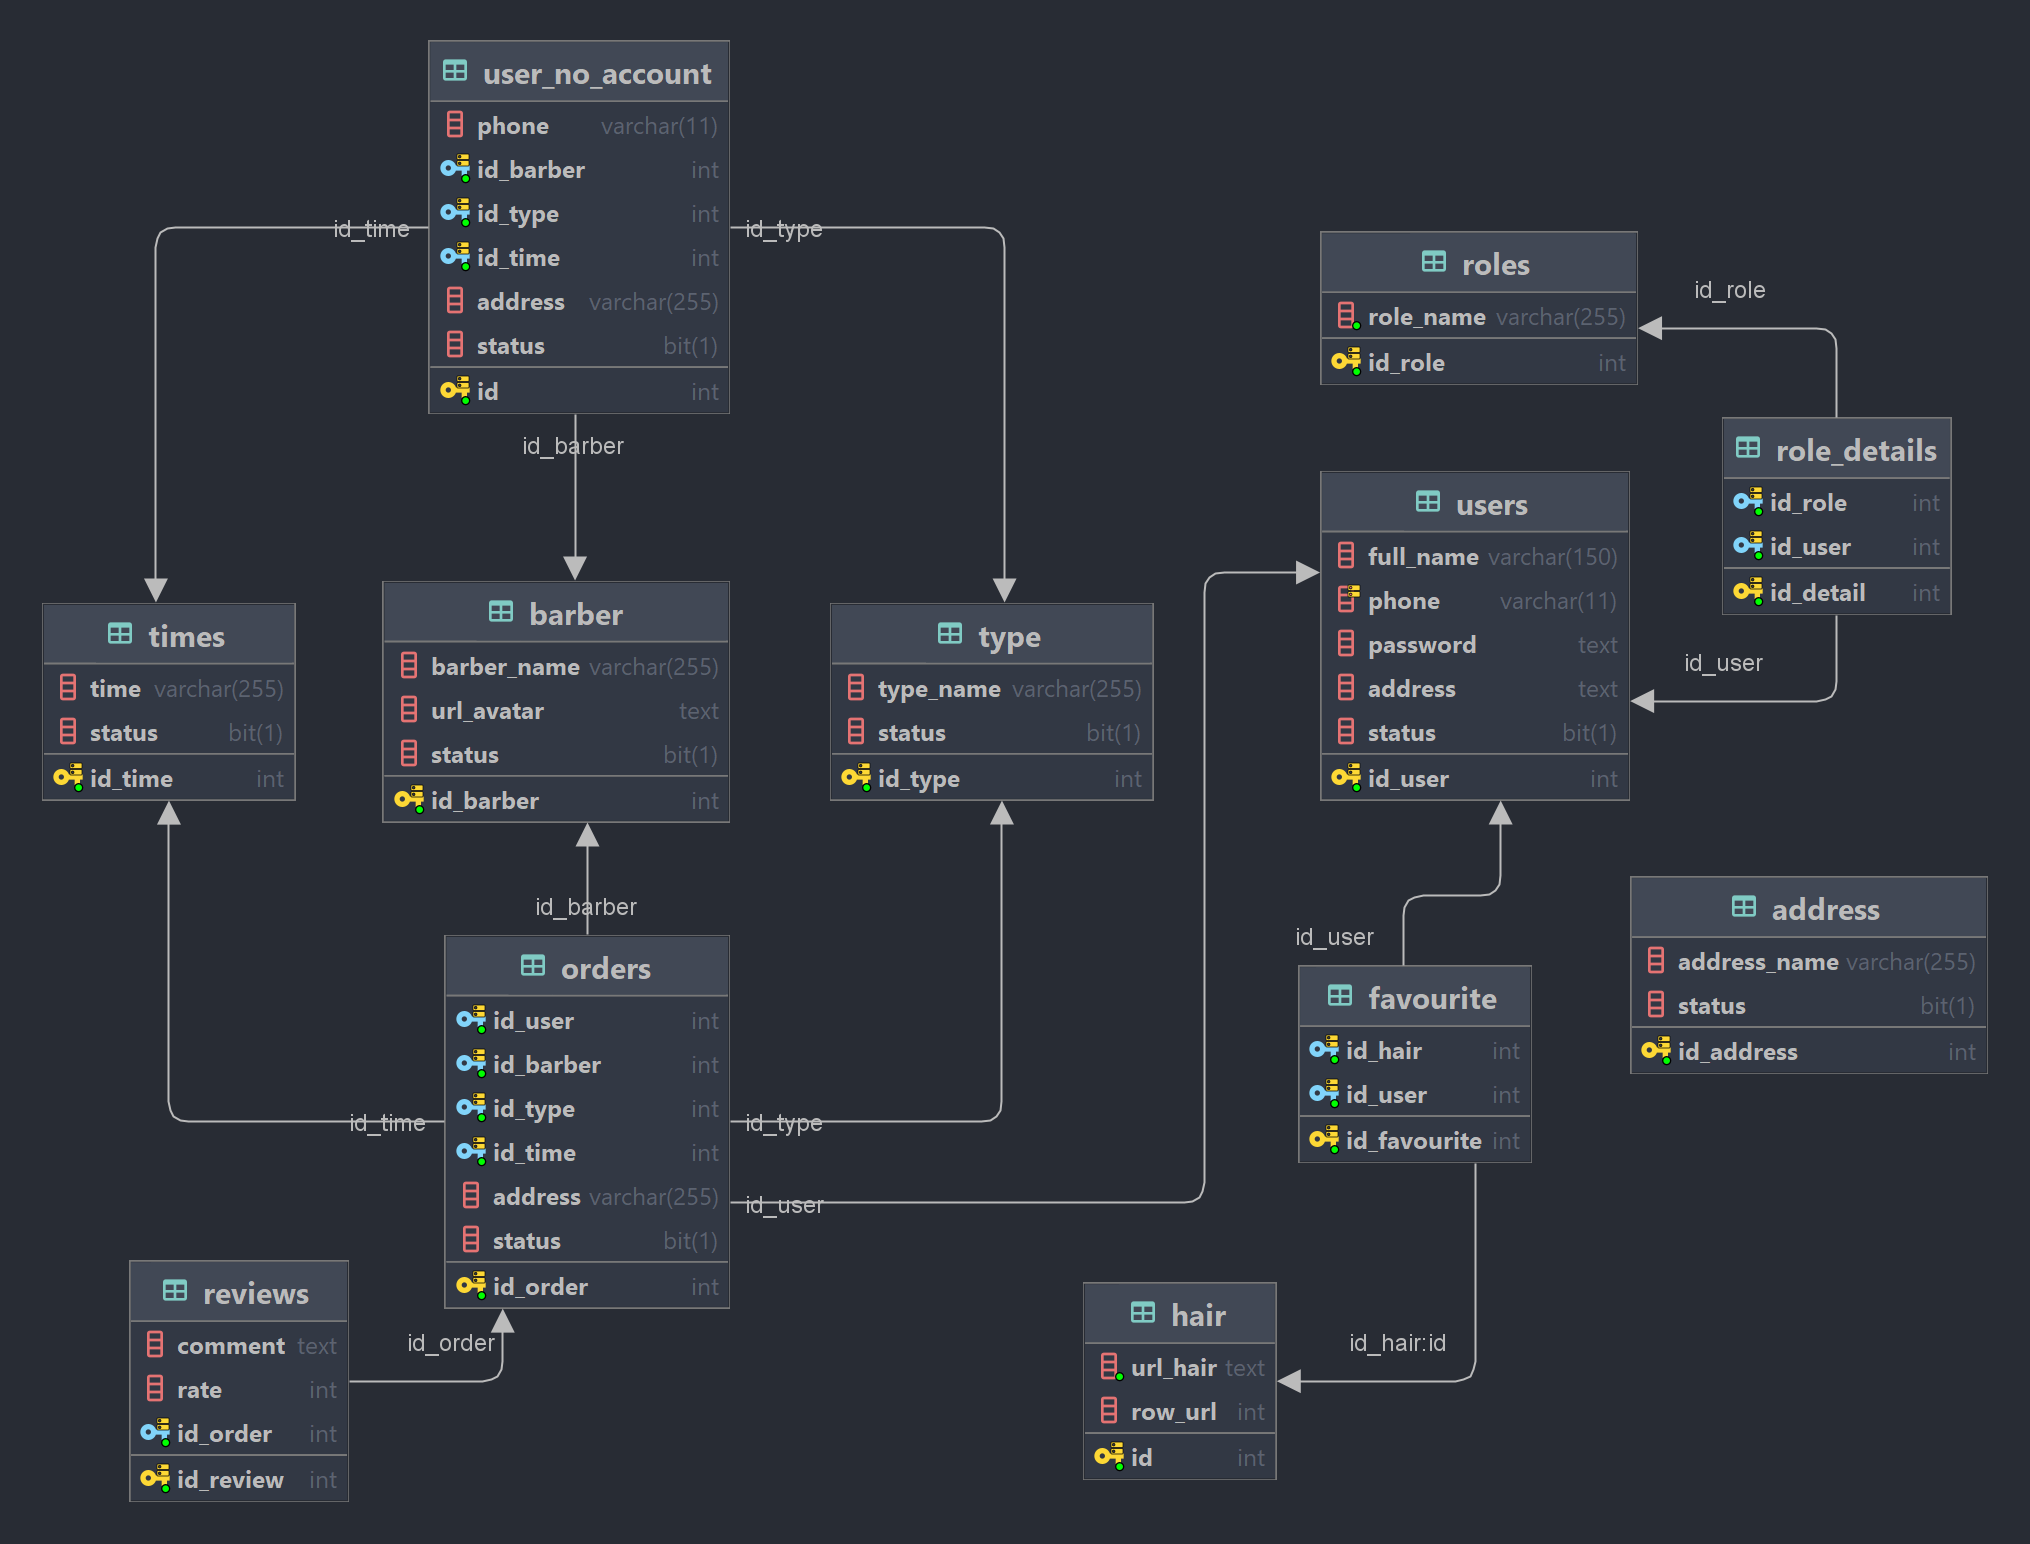 user_no_account
phone varchar(11)
id_barber int
id_type int
id_time int
address varchar(255)
status bit(1)
id int
id_time
id_type
id_barber
roles
role_name varchar(255)
id_role int
id_role
role_details
id_role int
id_user int
id_detail int
id_user
users
full_name varchar(150)
phone varchar(11)
password text
address text
status bit(1)
id_user int
times
time varchar(255)
status bit(1)
id_time int
barber
barber_name varchar(255)
url_avatar text
status bit(1)
id_barber int
type
type_name varchar(255)
status bit(1)
id_type int
id_barber
orders
id_user int
id_barber int
id_type int
id_time int
address varchar(255)
status bit(1)
id_order int
id_time
id_type
id_user
id_user
favourite
id_hair int
id_user int
id_favourite int
address
address_name varchar(255)
status bit(1)
id_address int
reviews
comment text
rate int
id_order int
id_review int
id_order
hair
url_hair text
row_url int
id int
id_hair:id